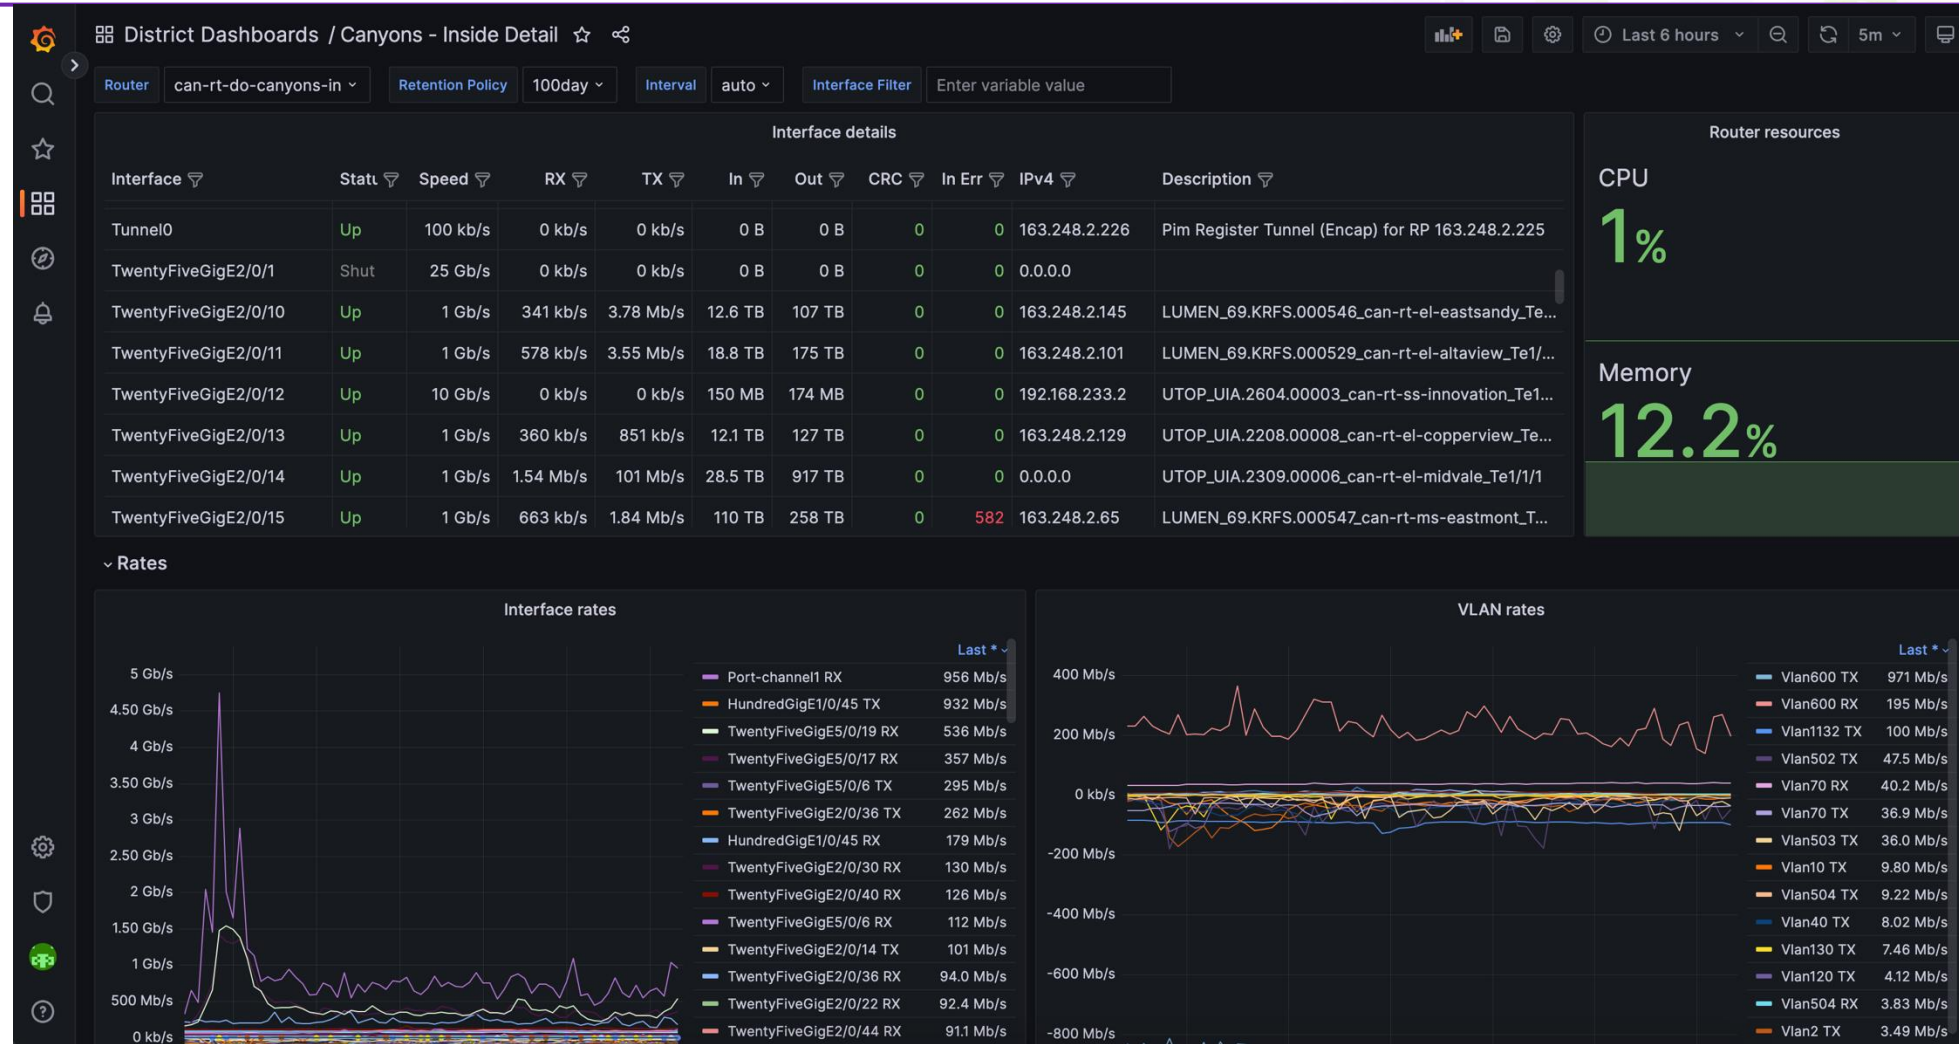 District Dashboards / Canyons - Inside Detail
Last 6 hours
5m
Router can-rt-do-canyons-in Retention Policy 100day Interval auto Interface Filter Enter variable value
Interface details
Interface Statu Speed RX TX In Out CRC In Err IPv4 Description
Tunnel0 Up 100 kb/s 0 kb/s 0 kb/s 0 B 0 B 0 0 163.248.2.226 Pim Register Tunnel (Encap) for RP 163.248.2.225
TwentyFiveGigE2/0/1 Shut 25 Gb/s 0 kb/s 0 kb/s 0 B 0 B 0 0 0.0.0.0
TwentyFiveGigE2/0/10 Up 1 Gb/s 341 kb/s 3.78 Mb/s 12.6 TB 107 TB 0 0 163.248.2.145 LUMEN_69.KRFS.000546_can-rt-el-eastsandy_Te...
TwentyFiveGigE2/0/11 Up 1 Gb/s 578 kb/s 3.55 Mb/s 18.8 TB 175 TB 0 0 163.248.2.101 LUMEN_69.KRFS.000529_can-rt-el-altaview_Te1/...
TwentyFiveGigE2/0/12 Up 10 Gb/s 0 kb/s 0 kb/s 150 MB 174 MB 0 0 192.168.233.2 UTOP_UIA.2604.00003_can-rt-ss-innovation_Te1...
TwentyFiveGigE2/0/13 Up 1 Gb/s 360 kb/s 851 kb/s 12.1 TB 127 TB 0 0 163.248.2.129 UTOP_UIA.2208.00008_can-rt-el-copperview_Te...
TwentyFiveGigE2/0/14 Up 1 Gb/s 1.54 Mb/s 101 Mb/s 28.5 TB 917 TB 0 0 0.0.0.0 UTOP_UIA.2309.00006_can-rt-el-midvale_Te1/1/1
TwentyFiveGigE2/0/15 Up 1 Gb/s 663 kb/s 1.84 Mb/s 110 TB 258 TB 0 582 163.248.2.65 LUMEN_69.KRFS.000547_can-rt-ms-eastmont_T...
Router resources
CPU
1%
Memory
12.2%
Rates
Interface rates
5 Gb/s
4.50 Gb/s
4 Gb/s
3.50 Gb/s
3 Gb/s
2.50 Gb/s
2 Gb/s
1.50 Gb/s
1 Gb/s
500 Mb/s
0 kb/s
Last *
Port-channel1 RX 956 Mb/s
HundredGigE1/0/45 TX 932 Mb/s
TwentyFiveGigE5/0/19 RX 536 Mb/s
TwentyFiveGigE5/0/17 RX 357 Mb/s
TwentyFiveGigE5/0/6 TX 295 Mb/s
TwentyFiveGigE2/0/36 TX 262 Mb/s
HundredGigE1/0/45 RX 179 Mb/s
TwentyFiveGigE2/0/30 RX 130 Mb/s
TwentyFiveGigE2/0/40 RX 126 Mb/s
TwentyFiveGigE5/0/6 RX 112 Mb/s
TwentyFiveGigE2/0/14 TX 101 Mb/s
TwentyFiveGigE2/0/36 RX 94.0 Mb/s
TwentyFiveGigE2/0/22 RX 92.4 Mb/s
TwentyFiveGigE2/0/44 RX 91.1 Mb/s
VLAN rates
400 Mb/s
200 Mb/s
0 kb/s
-200 Mb/s
-400 Mb/s
-600 Mb/s
-800 Mb/s
Last *
Vlan600 TX 971 Mb/s
Vlan600 RX 195 Mb/s
Vlan1132 TX 100 Mb/s
Vlan502 TX 47.5 Mb/s
Vlan70 RX 40.2 Mb/s
Vlan70 TX 36.9 Mb/s
Vlan503 TX 36.0 Mb/s
Vlan10 TX 9.80 Mb/s
Vlan504 TX 9.22 Mb/s
Vlan40 TX 8.02 Mb/s
Vlan130 TX 7.46 Mb/s
Vlan120 TX 4.12 Mb/s
Vlan504 RX 3.83 Mb/s
Vlan2 TX 3.49 Mb/s